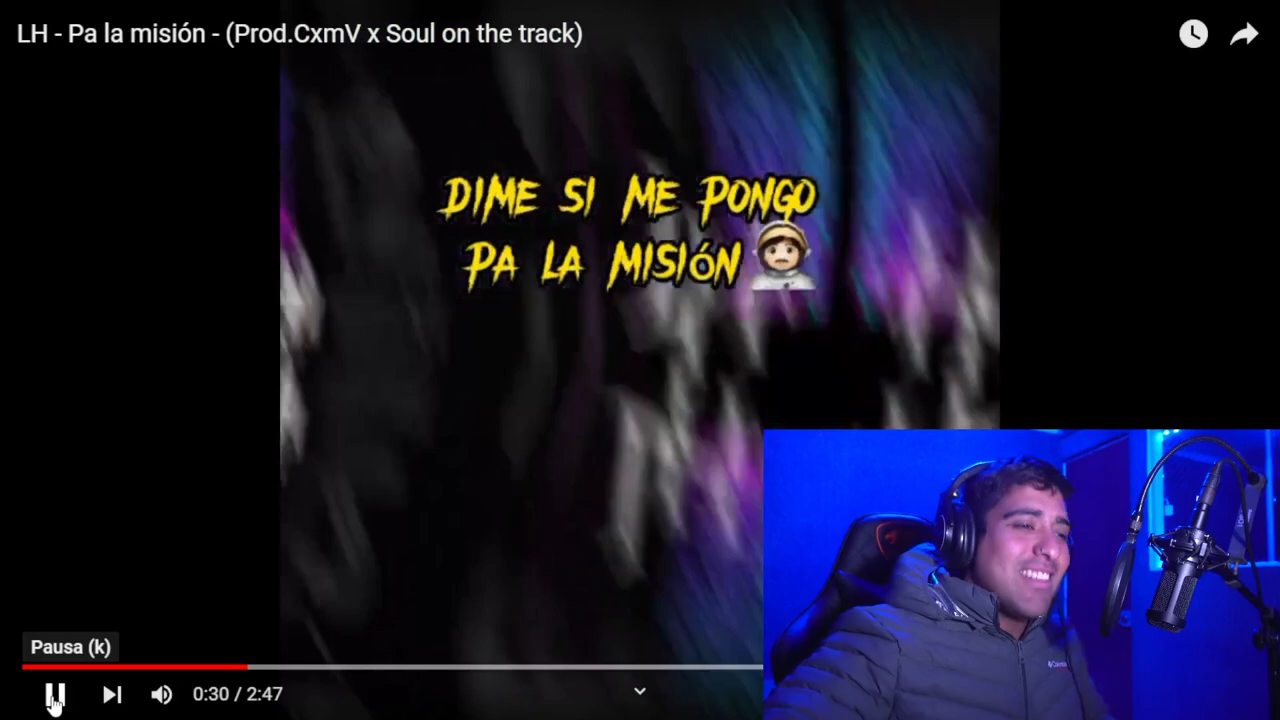 LH - Pa la misión - (Prod.CxmV x Soul on the track)
DIME SI ME PONGO
PA LA MISIÓN
Pausa (k)
0:30 / 2:47
Columbia